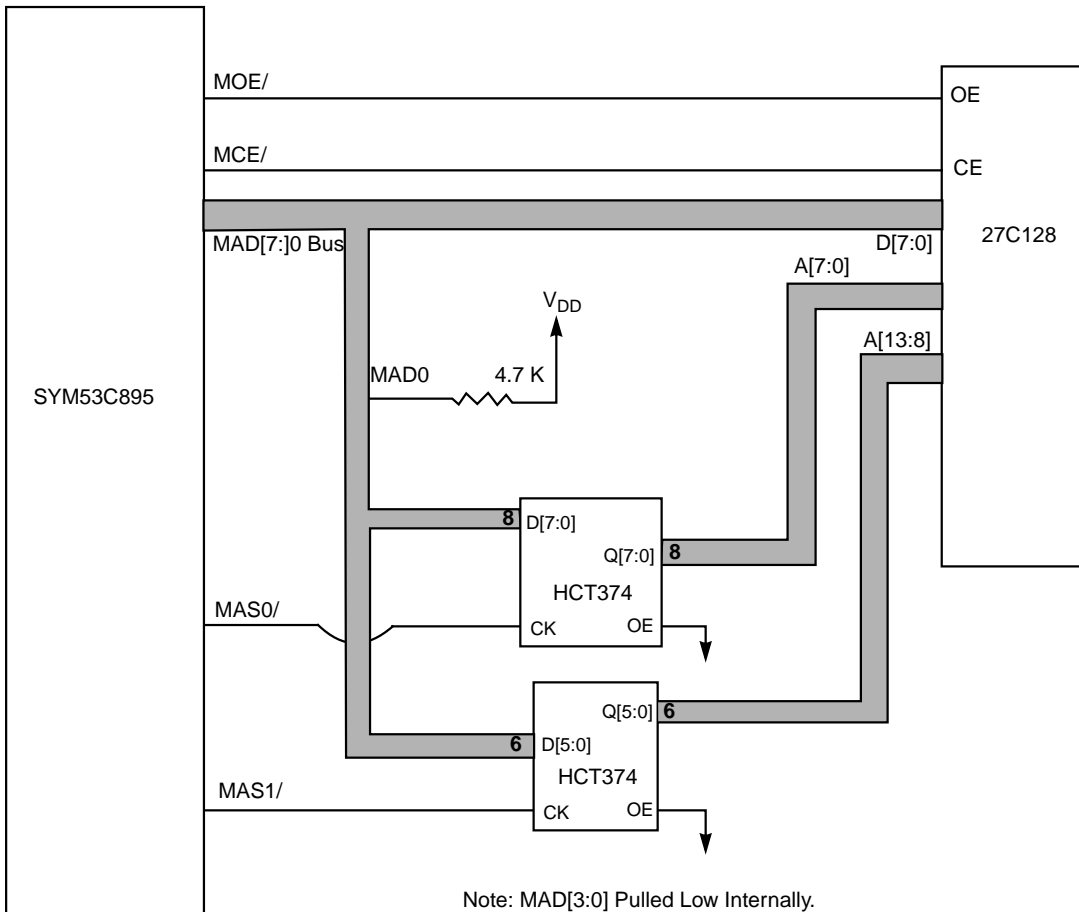 MOE/
OE
MCE/
CE
MAD[7:]0 Bus
D[7:0]
27C128
A[7:0]
VDD
A[13:8]
MAD0
4.7 K
SYM53C895
8
D[7:0]
Q[7:0]
8
HCT374
MAS0/
CK
OE
Q[5:0]
6
6
D[5:0]
HCT374
MAS1/
CK
OE
Note: MAD[3:0] Pulled Low Internally.